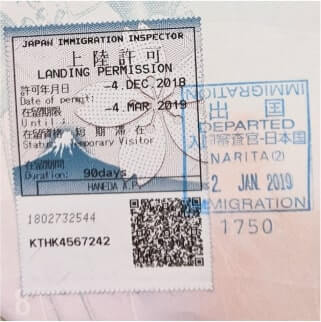 JAPAN IMMIGRATION INSPECTOR
上陸許可
LANDING PERMISSION
許可年月日 -4. DEC. 2018
Date of permit:
在留期限 -4. MAR. 2019
Until:
在留資格 短期滞在
Status: Temporary Visitor
在留期間
Duration: 90days
HANEDA A.P.
1802732544
KTHK4567242
IMMIGRATION
出国
DEPARTED
入国審査官・日本国
NARITA(2)
2 JAN. 2019
IMMIGRATION
1750